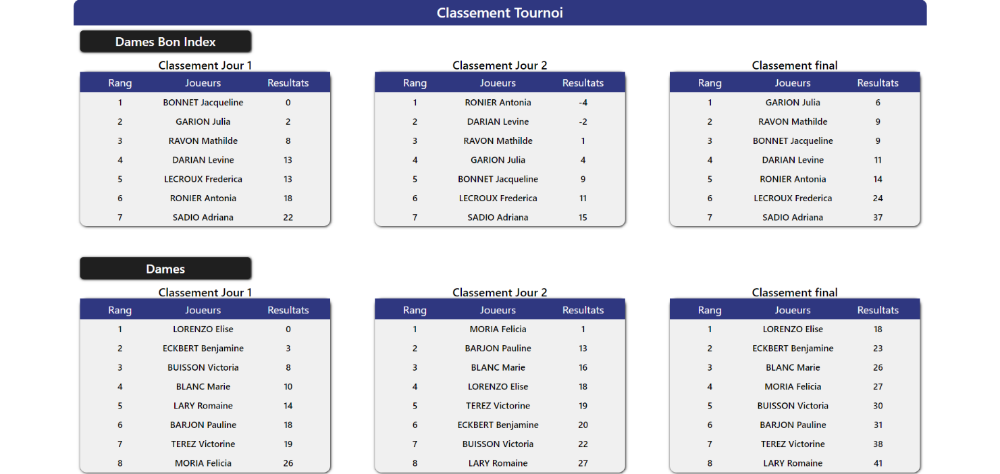 Classement Tournoi
Dames Bon Index
Classement Jour 1
Rang Joueurs Resultats
1 BONNET Jacqueline 0
2 GARION Julia 2
3 RAVON Mathilde 8
4 DARIAN Levine 13
5 LECROUX Frederica 13
6 RONIER Antonia 18
7 SADIO Adriana 22
Classement Jour 2
Rang Joueurs Resultats
1 RONIER Antonia -4
2 DARIAN Levine -2
3 RAVON Mathilde 1
4 GARION Julia 4
5 BONNET Jacqueline 9
6 LECROUX Frederica 11
7 SADIO Adriana 15
Classement final
Rang Joueurs Resultats
1 GARION Julia 6
2 RAVON Mathilde 9
3 BONNET Jacqueline 9
4 DARIAN Levine 11
5 RONIER Antonia 14
6 LECROUX Frederica 24
7 SADIO Adriana 37
Dames
Classement Jour 1
Rang Joueurs Resultats
1 LORENZO Elise 0
2 ECKBERT Benjamine 3
3 BUISSON Victoria 8
4 BLANC Marie 10
5 LARY Romaine 14
6 BARJON Pauline 18
7 TEREZ Victorine 19
8 MORIA Felicia 26
Classement Jour 2
Rang Joueurs Resultats
1 MORIA Felicia 1
2 BARJON Pauline 13
3 BLANC Marie 16
4 LORENZO Elise 18
5 TEREZ Victorine 19
6 ECKBERT Benjamine 20
7 BUISSON Victoria 22
8 LARY Romaine 27
Classement final
Rang Joueurs Resultats
1 LORENZO Elise 18
2 ECKBERT Benjamine 23
3 BLANC Marie 26
4 MORIA Felicia 27
5 BUISSON Victoria 30
6 BARJON Pauline 31
7 TEREZ Victorine 38
8 LARY Romaine 41